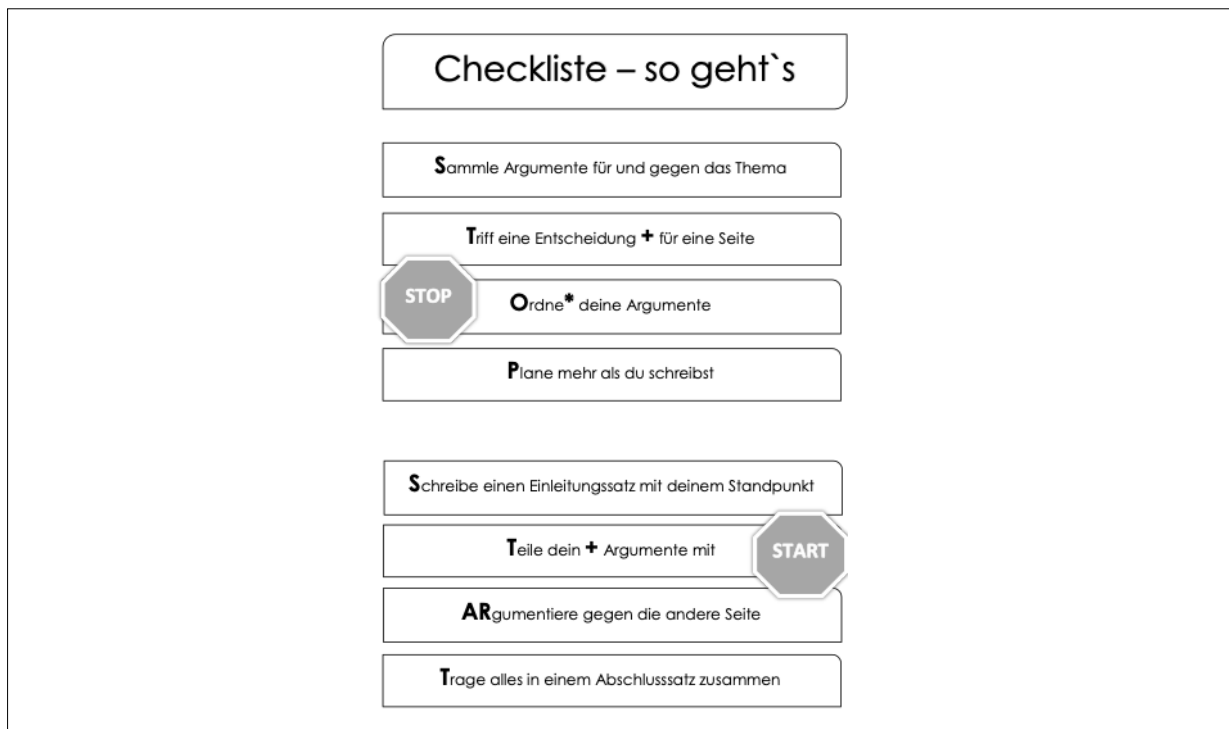 Checkliste – so geht`s
Sammle Argumente für und gegen das Thema
Triff eine Entscheidung + für eine Seite
STOP
Ordne* deine Argumente
Plane mehr als du schreibst
Schreibe einen Einleitungssatz mit deinem Standpunkt
Teile dein + Argumente mit
START
ARgumentiere gegen die andere Seite
Trage alles in einem Abschlusssatz zusammen